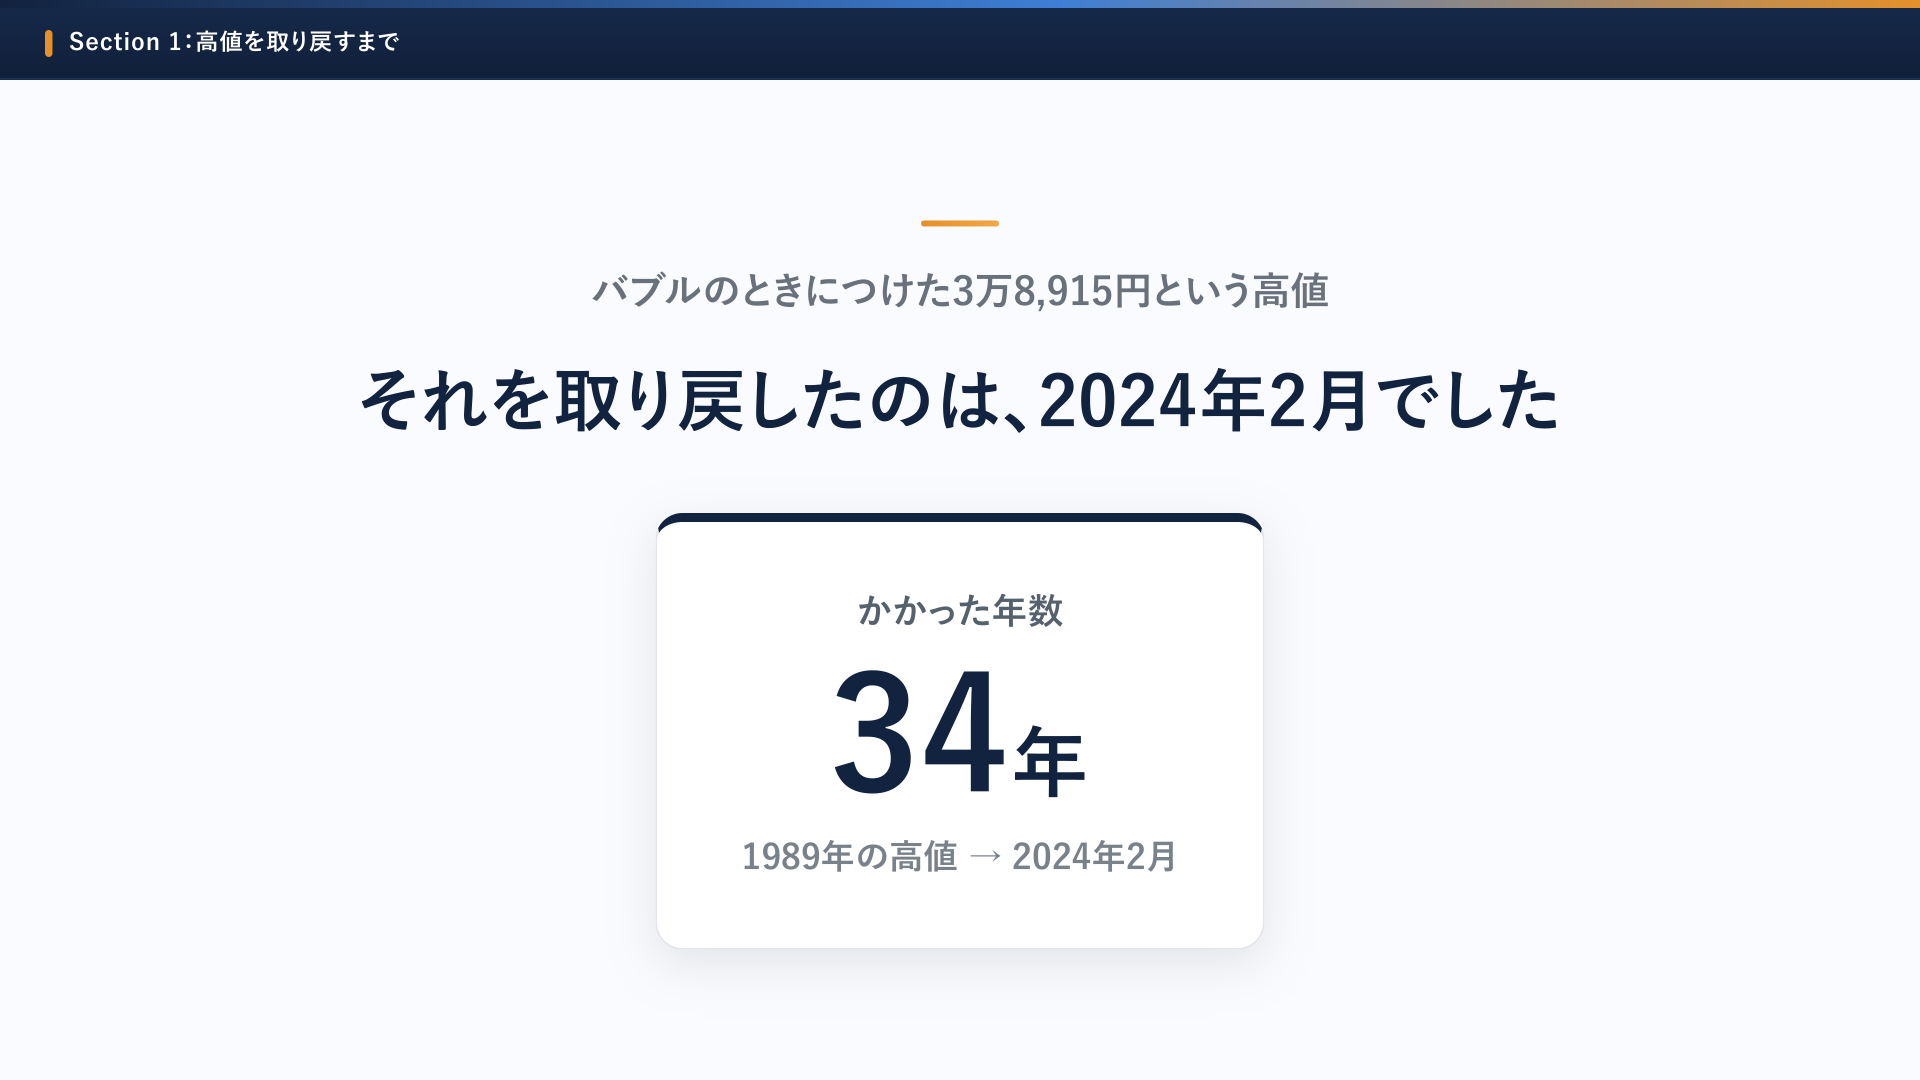 Section 1：高値を取り戻すまで
バブルのときにつけた3万8,915円という高値
それを取り戻したのは、2024年2月でした
かかった年数
34年
1989年の高値 → 2024年2月